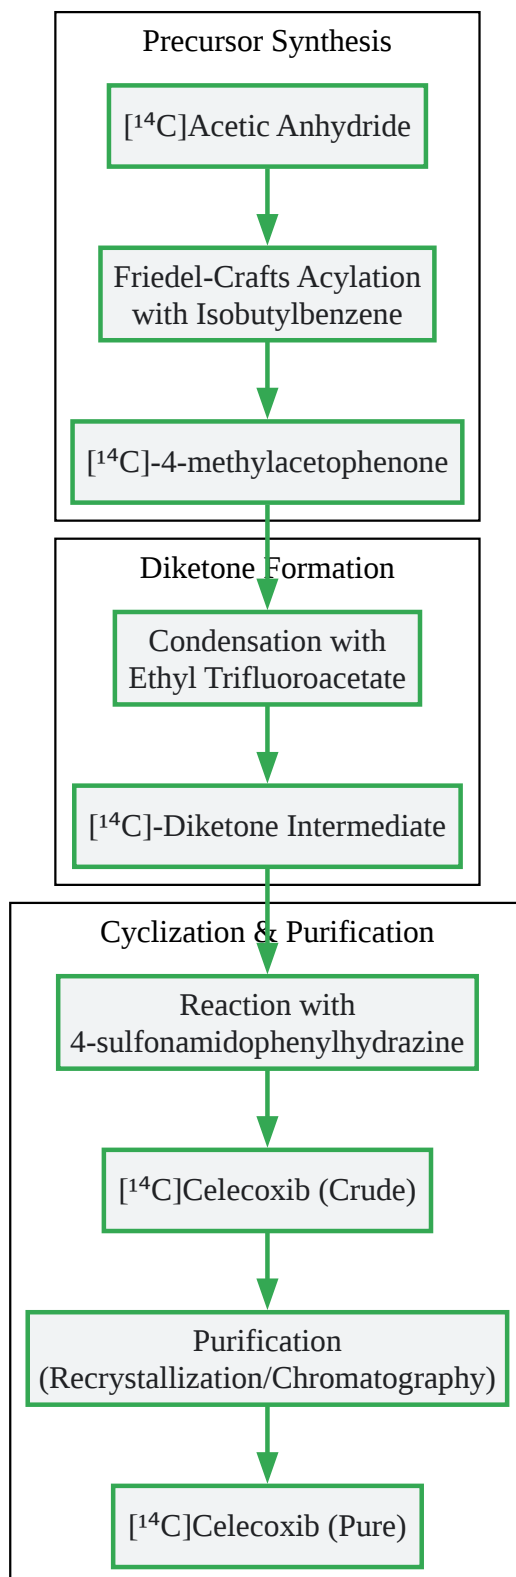 Precursor Synthesis
[¹⁴C]Acetic Anhydride
Friedel-Crafts Acylation
with Isobutylbenzene
[¹⁴C]-4-methylacetophenone
Diketone Formation
Condensation with
Ethyl Trifluoroacetate
[¹⁴C]-Diketone Intermediate
Cyclization & Purification
Reaction with
4-sulfonamidophenylhydrazine
[¹⁴C]Celecoxib (Crude)
Purification
(Recrystallization/Chromatography)
[¹⁴C]Celecoxib (Pure)